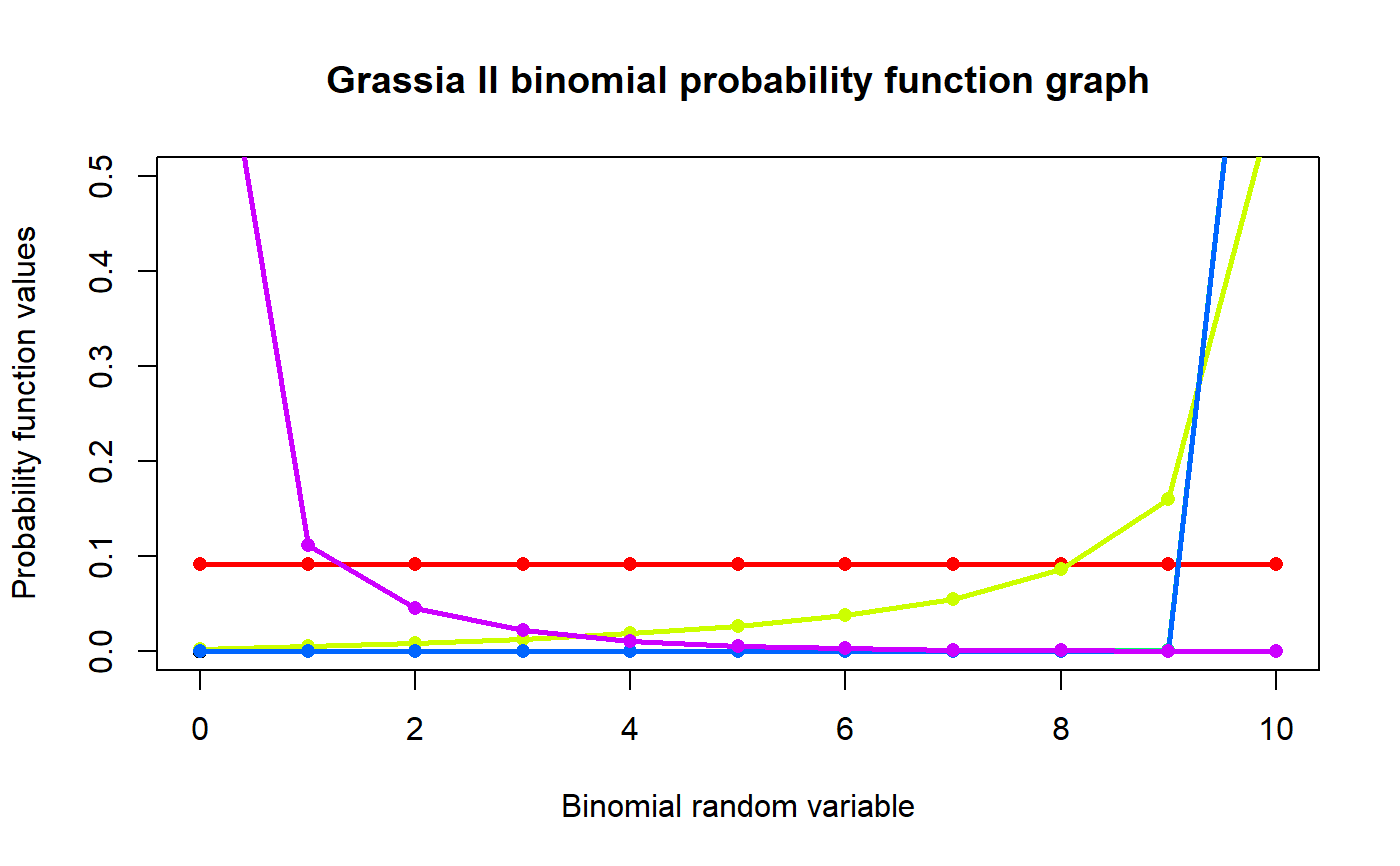 Grassia II binomial probability function graph
Probability function values
0.5
0.4
0.3
0.2
0.1
0.0
0 2 4 6 8 10
Binomial random variable